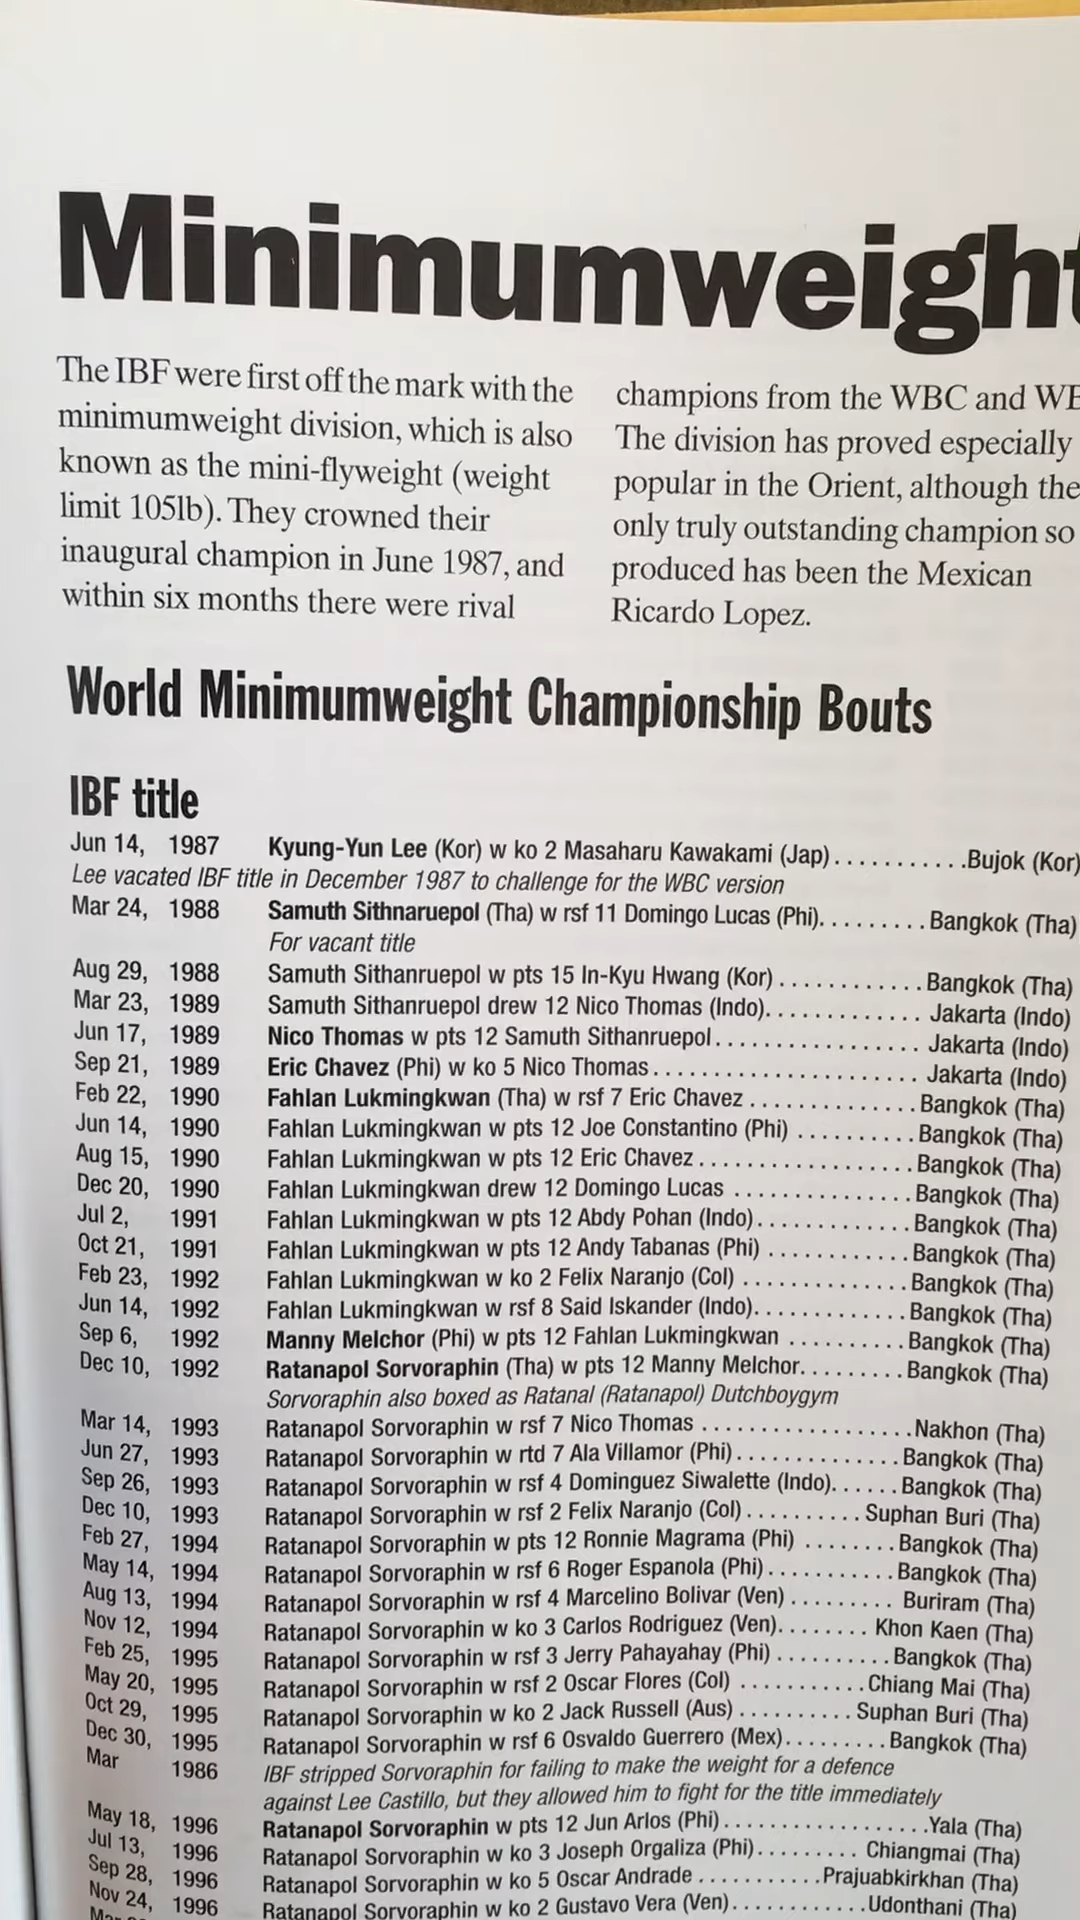 Minimumweight
The IBF were first off the mark with the
minimumweight division, which is also
known as the mini-flyweight (weight
limit 105lb). They crowned their
inaugural champion in June 1987, and
within six months there were rival
champions from the WBC and
The division has proved especially
popular in the Orient, although the
only truly outstanding champion so
produced has been the Mexican
Ricardo Lopez.
World Minimumweight Championship Bouts
IBF title
Jun 14, 1987 Kyung-Yun Lee (Kor) w ko 2 Masaharu Kawakami (Jap) . . . . . . . . . . . Bujok (Kor)
Lee vacated IBF title in December 1987 to challenge for the WBC version
Mar 24, 1988 Samuth Sithnaruepol (Tha) w rsf 11 Domingo Lucas (Phi). . . . . . . . . Bangkok (Tha)
For vacant title
Aug 29, 1988 Samuth Sithanruepol w pts 15 In-Kyu Hwang (Kor) . . . . . . . . . . . . Bangkok (Tha)
Mar 23, 1989 Samuth Sithanruepol drew 12 Nico Thomas (Indo). . . . . . . . . . . . . Jakarta (Indo)
Jun 17, 1989 Nico Thomas w pts 12 Samuth Sithanruepol. . . . . . . . . . . . . . . . . Jakarta (Indo)
Sep 21, 1989 Eric Chavez (Phi) w ko 5 Nico Thomas . . . . . . . . . . . . . . . . . . . . . . Jakarta (Indo)
Feb 22, 1990 Fahlan Lukmingkwan (Tha) w rsf 7 Eric Chavez . . . . . . . . . . . . . . Bangkok (Tha)
Jun 14, 1990 Fahlan Lukmingkwan w pts 12 Joe Constantino (Phi) . . . . . . . . . . Bangkok (Tha)
Aug 15, 1990 Fahlan Lukmingkwan w pts 12 Eric Chavez . . . . . . . . . . . . . . . . . . Bangkok (Tha)
Dec 20, 1990 Fahlan Lukmingkwan drew 12 Domingo Lucas . . . . . . . . . . . . . . . Bangkok (Tha)
Jul 2, 1991 Fahlan Lukmingkwan w pts 12 Abdy Pohan (Indo). . . . . . . . . . . . . Bangkok (Tha)
Oct 21, 1991 Fahlan Lukmingkwan w pts 12 Andy Tabanas (Phi) . . . . . . . . . . . . Bangkok (Tha)
Feb 23, 1992 Fahlan Lukmingkwan w ko 2 Felix Naranjo (Col) . . . . . . . . . . . . . . Bangkok (Tha)
Jun 14, 1992 Fahlan Lukmingkwan w rsf 8 Said Iskander (Indo). . . . . . . . . . . . . Bangkok (Tha)
Sep 6, 1992 Manny Melchor (Phi) w pts 12 Fahlan Lukmingkwan . . . . . . . . . . Bangkok (Tha)
Dec 10, 1992 Ratanapol Sorvoraphin (Tha) w pts 12 Manny Melchor. . . . . . . . . Bangkok (Tha)
Sorvoraphin also boxed as Ratanal (Ratanapol) Dutchboygym
Mar 14, 1993 Ratanapol Sorvoraphin w rsf 7 Nico Thomas . . . . . . . . . . . . . . . . . . Nakhon (Tha)
Jun 27, 1993 Ratanapol Sorvoraphin w rtd 7 Ala Villamor (Phi) . . . . . . . . . . . . . . Bangkok (Tha)
Sep 26, 1993 Ratanapol Sorvoraphin w rsf 4 Dominguez Siwalette (Indo). . . . . . Bangkok (Tha)
Dec 10, 1993 Ratanapol Sorvoraphin w rsf 2 Felix Naranjo (Col) . . . . . . . . . . Suphan Buri (Tha)
Feb 27, 1994 Ratanapol Sorvoraphin w pts 12 Ronnie Magrama (Phi) . . . . . . . . Bangkok (Tha)
May 14, 1994 Ratanapol Sorvoraphin w rsf 6 Roger Espanola (Phi). . . . . . . . . . . Bangkok (Tha)
Aug 13, 1994 Ratanapol Sorvoraphin w rsf 4 Marcelino Bolivar (Ven) . . . . . . . . . Buriram (Tha)
Nov 12, 1994 Ratanapol Sorvoraphin w ko 3 Carlos Rodriguez (Ven). . . . . . . . Khon Kaen (Tha)
Feb 25, 1995 Ratanapol Sorvoraphin w rsf 3 Jerry Pahayahay (Phi) . . . . . . . . . . Bangkok (Tha)
May 20, 1995 Ratanapol Sorvoraphin w rsf 2 Oscar Flores (Col) . . . . . . . . . . . Chiang Mai (Tha)
Oct 29, 1995 Ratanapol Sorvoraphin w ko 2 Jack Russell (Aus) . . . . . . . . . . Suphan Buri (Tha)
Dec 30, 1995 Ratanapol Sorvoraphin w rsf 6 Osvaldo Guerrero (Mex). . . . . . . . . Bangkok (Tha)
Mar 1986 IBF stripped Sorvoraphin for failing to make the weight for a defence
against Lee Castillo, but they allowed him to fight for the title immediately
May 18, 1996 Ratanapol Sorvoraphin w pts 12 Jun Arlos (Phi) . . . . . . . . . . . . . . . . . . Yala (Tha)
Jul 13, 1996 Ratanapol Sorvoraphin w ko 3 Joseph Orgaliza (Phi). . . . . . . . . Chiangmai (Tha)
Sep 28, 1996 Ratanapol Sorvoraphin w ko 5 Oscar Andrade . . . . . . . . . . . Prajuabkirkhan (Tha)
Nov 24, 1996 Ratanapol Sorvoraphin w ko 2 Gustavo Vera (Ven). . . . . . . . . . . . Udonthani (Tha)